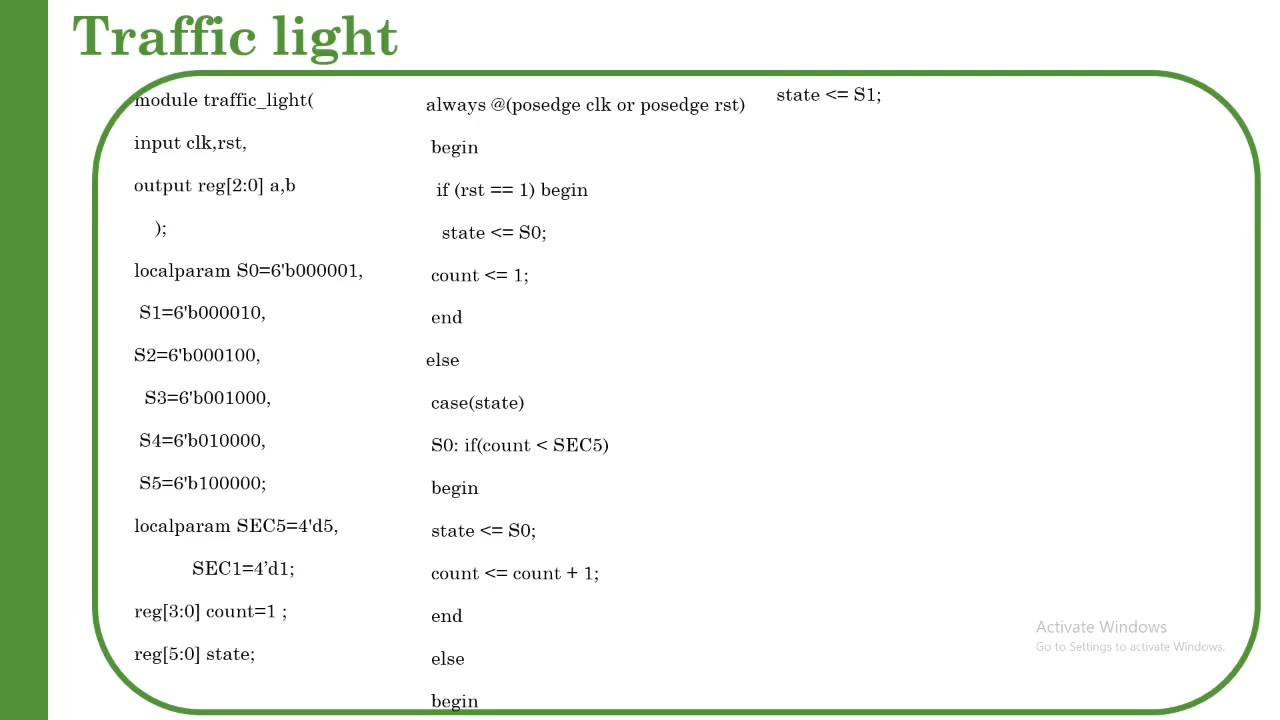 Traffic light
module traffic_light(
input clk,rst,
output reg[2:0] a,b
);
localparam S0=6'b000001,
S1=6'b000010,
S2=6'b000100,
S3=6'b001000,
S4=6'b010000,
S5=6'b100000;
localparam SEC5=4'd5,
SEC1=4’d1;
reg[3:0] count=1 ;
reg[5:0] state;
always @(posedge clk or posedge rst)
begin
if (rst == 1) begin
state <= S0;
count <= 1;
end
else
case(state)
S0: if(count < SEC5)
begin
state <= S0;
count <= count + 1;
end
else
begin
state <= S1;
Activate Windows
Go to Settings to activate Windows.